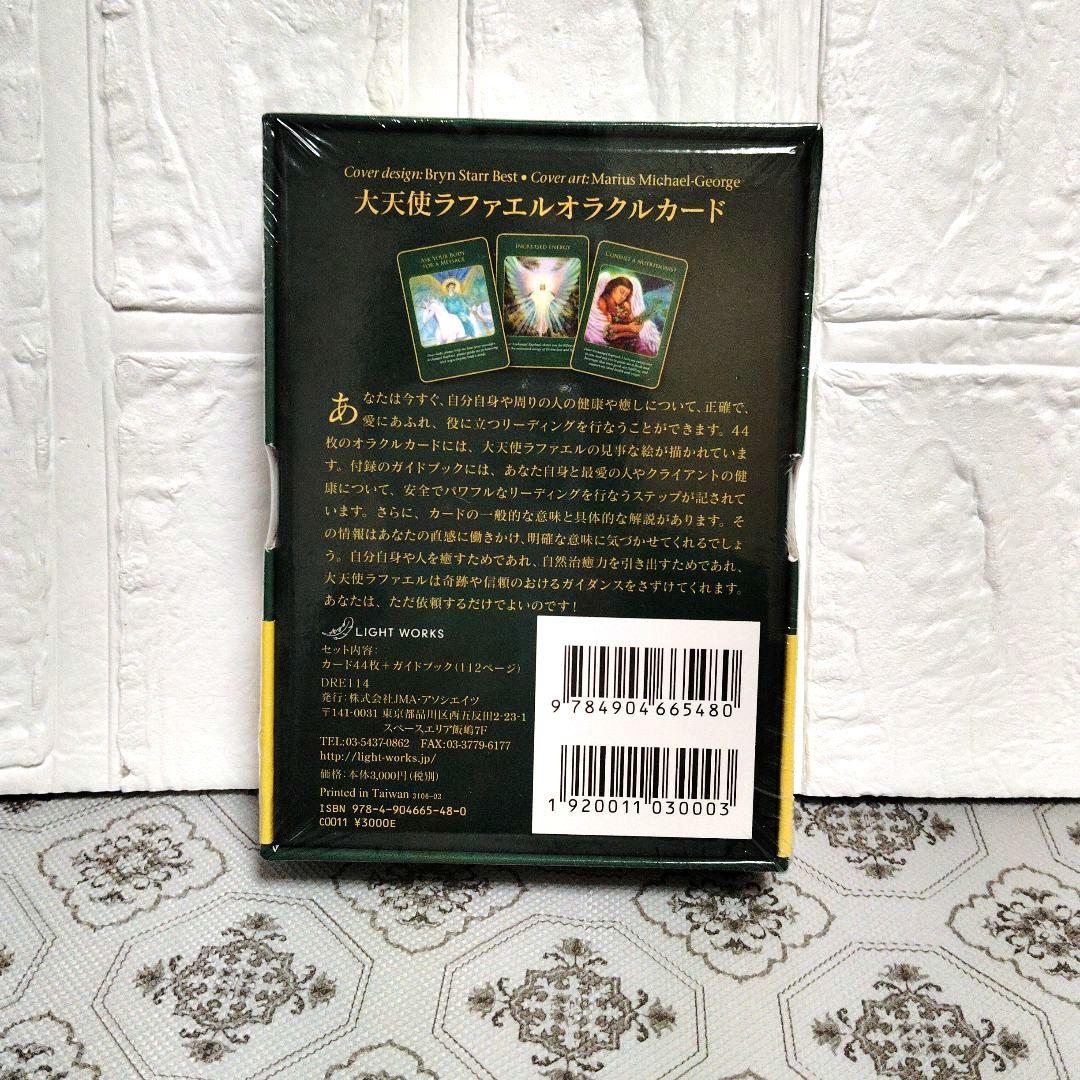 Cover design: Bryn Starr Best • Cover art: Marius Michael-George
大天使ラファエルオラクルカード
ASK YOUR BODY
FOR A MESSAGE
INCREASED ENERGY
CONSULT A NUTRITIONIST
あなたは今すぐ、自分自身や周りの人の健康や癒しについて、正確で、
愛にあふれ、役に立つリーディングを行なうことができます。44
枚のオラクルカードには、大天使ラファエルの見事な絵が描かれていま
す。付録のガイドブックには、あなた自身と最愛の人やクライアントの健
康について、安全でパワフルなリーディングを行なうステップが記されて
います。さらに、カードの一般的な意味と具体的な解説があります。そ
の情報はあなたの直感に働きかけ、明確な意味に気づかせてくれるでしょ
う。自分自身や人を癒すためであれ、自然治癒力を引き出すためであれ、
大天使ラファエルは奇跡や信頼のおけるガイダンスをさずけてくれます。
あなたは、ただ依頼するだけでよいのです!
LIGHT WORKS
セット内容:
カード44枚+ガイドブック(112ページ)
DRE114
発行:株式会社JMA・アソシエイツ
〒141-0031 東京都品川区西五反田2-23-1
スペースエリア飯嶋7F
TEL:03-5437-0862 FAX:03-3779-6177
http://light-works.jp/
価格:本体3,000円(税別)
Printed in Taiwan 3106-03
ISBN 978-4-904665-48-0
C0011 ¥3000E
9 784904 665480
1 920011 030003